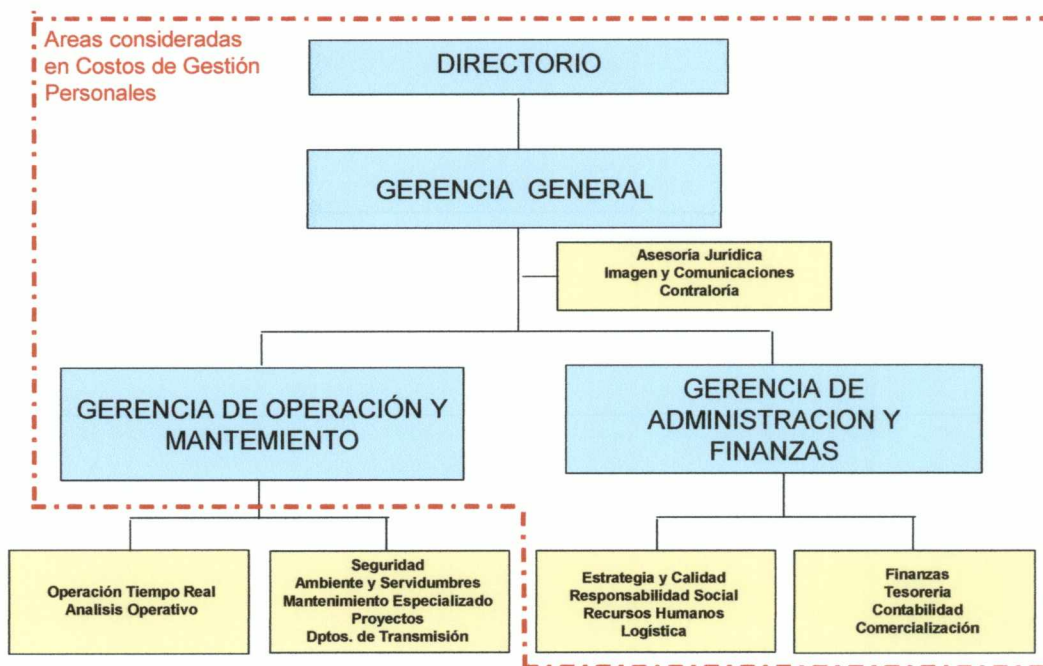 Areas consideradas
en Costos de Gestión
Personales
DIRECTORIO
GERENCIA GENERAL
Asesoría Jurídica
Imagen y Comunicaciones
Contraloría
GERENCIA DE OPERACIÓN Y
MANTEMIENTO
GERENCIA DE
ADMINISTRACION Y
FINANZAS
Operación Tiempo Real
Analisis Operativo
Seguridad
Ambiente y Servidumbres
Mantenimiento Especializado
Proyectos
Dptos. de Transmisión
Estrategia y Calidad
Responsabilidad Social
Recursos Humanos
Logística
Finanzas
Tesoreria
Contabilidad
Comercialización